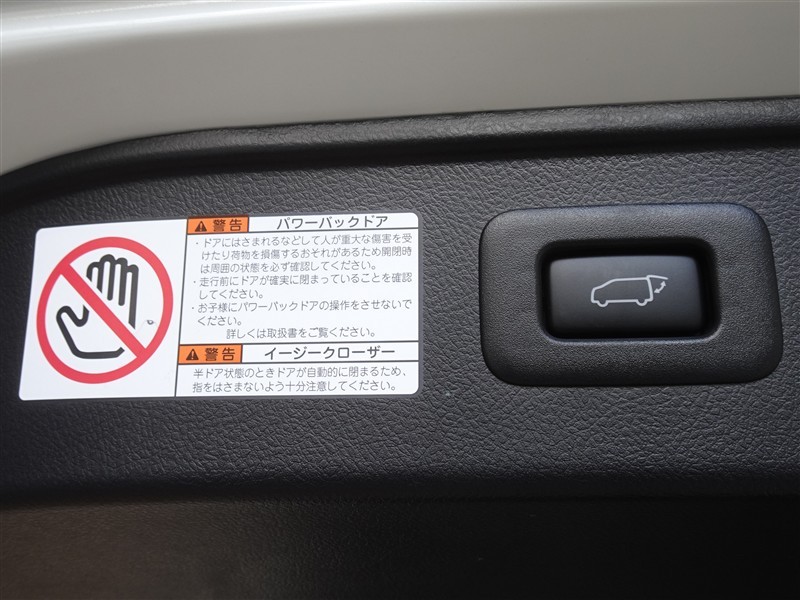 警告 パワーバックドア
・ドアにはさまれるなどして人が重大な傷害を受
けたり荷物を損傷するおそれがあるため開閉時
は周囲の状態を必ず確認してください。
・走行前にドアが確実に閉まっていることを確認
してください。
・お子様にパワーバックドアの操作をさせないで
ください。
詳しくは取扱書をご覧ください。
警告 イージークローザー
半ドア状態のときドアが自動的に閉まるため、
指をはさまないよう十分注意してください。